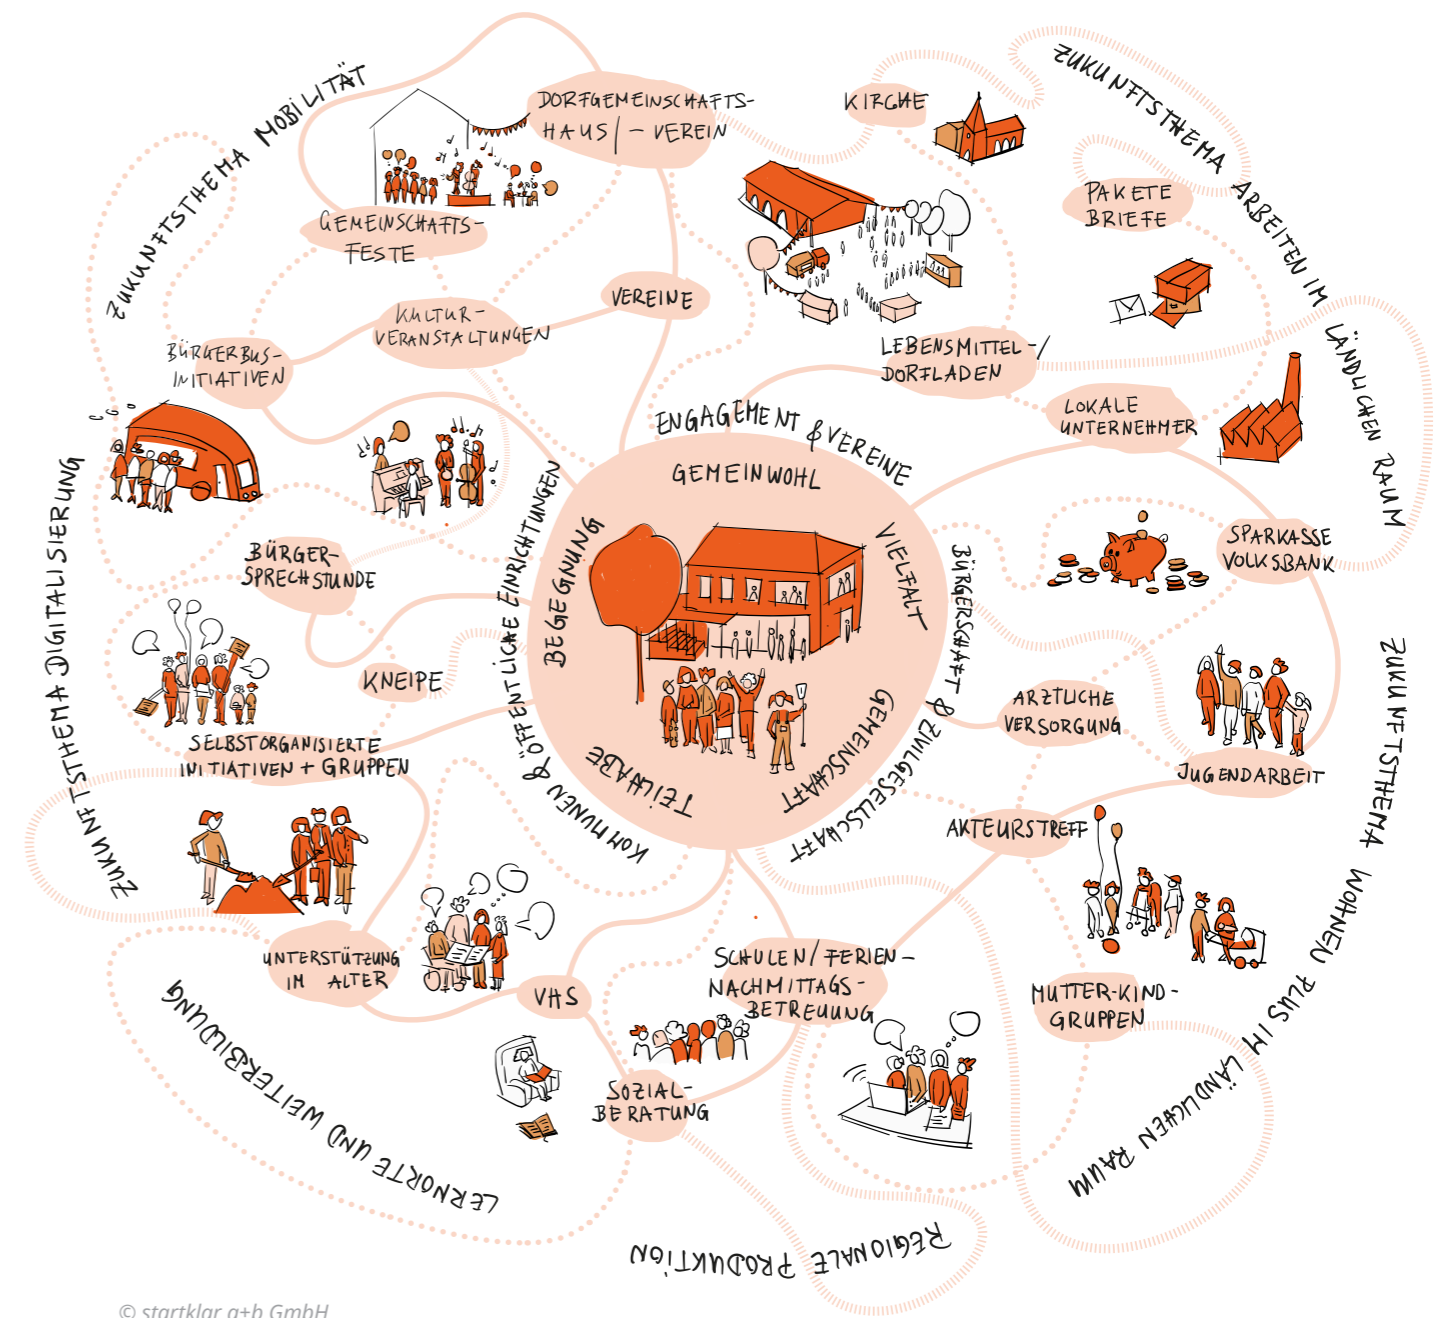 ZUKUNFTSTHEMA MOBILITÄT
DORFGEMEINSCHAFTS-
HAUS/-VEREIN
KIRCHE
ZUKUNFTSTHEMA ARBEITEN IM LÄNDLICHEN RAUM
PAKETE
BRIEFE
GEMEINSCHAFTS-
FESTE
KULTUR-
VERANSTALTUNGEN
VEREINE
BÜRGERBUS-
INITIATIVEN
LEBENSMITTEL-/
DORFLADEN
LOKALE
UNTERNEHMER
ENGAGEMENT & VEREINE
GEMEINWOHL
VIELFALT
GEMEINSCHAFT
TEILHABE
BEGEGNUNG
KOMMUNEN & ÖFFENTLICHE EINRICHTUNGEN
BÜRGERSCHAFT & ZIVILGESELLSCHAFT
SPARKASSE
VOLKSBANK
BÜRGER-
SPRECHSTUNDE
KNEIPE
ZUKUNFTSTHEMA DIGITALISIERUNG
SELBSTORGANISIERTE
INITIATIVEN + GRUPPEN
ARZTLICHE
VERSORGUNG
JUGENDARBEIT
AKTEURSTREFF
ZUKUNFTSTHEMA WOHNEN PLUS IM LÄNDLICHEN RAUM
UNTERSTÜTZUNG
IM ALTER
VHS
SCHULEN/FERIEN-
NACHMITTAGS-
BETREUUNG
MUTTER-KIND-
GRUPPEN
SOZIAL-
BERATUNG
LERNORTE UND WEITERBILDUNG
REGIONALE PRODUKTION
© startklar a+b GmbH